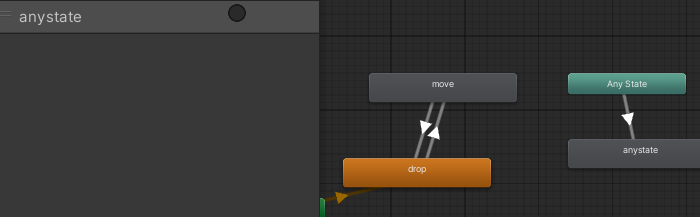 anystate
move
Any State
anystate
drop